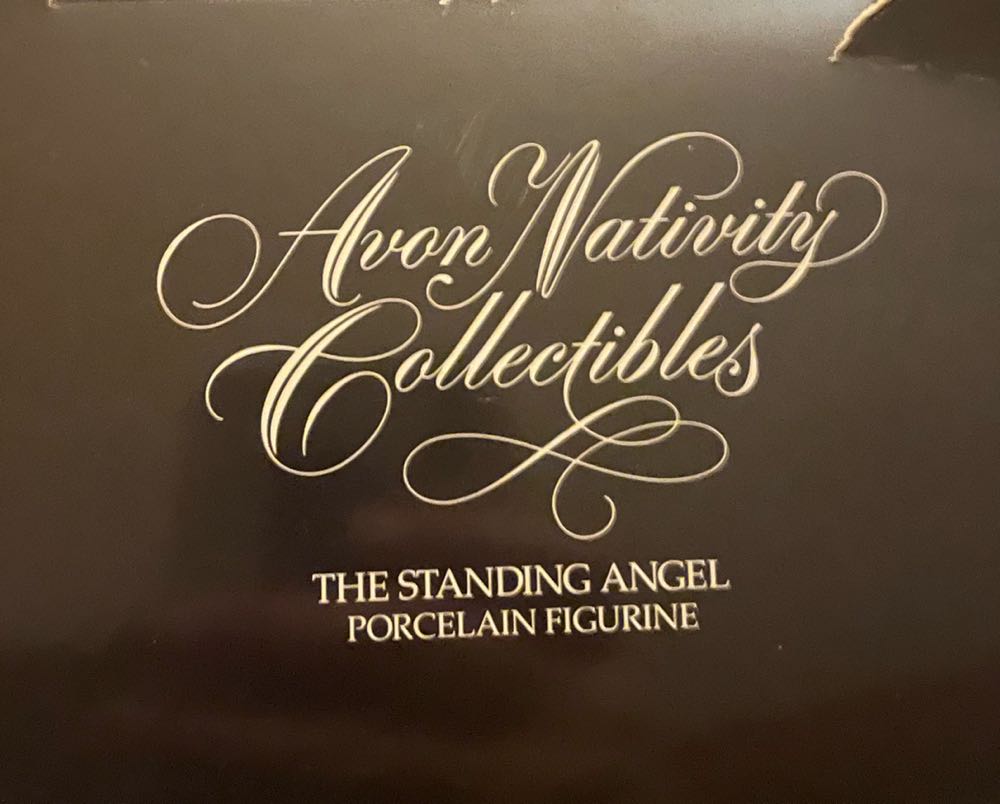 Avon Nativity
Collectibles
THE STANDING ANGEL
PORCELAIN FIGURINE